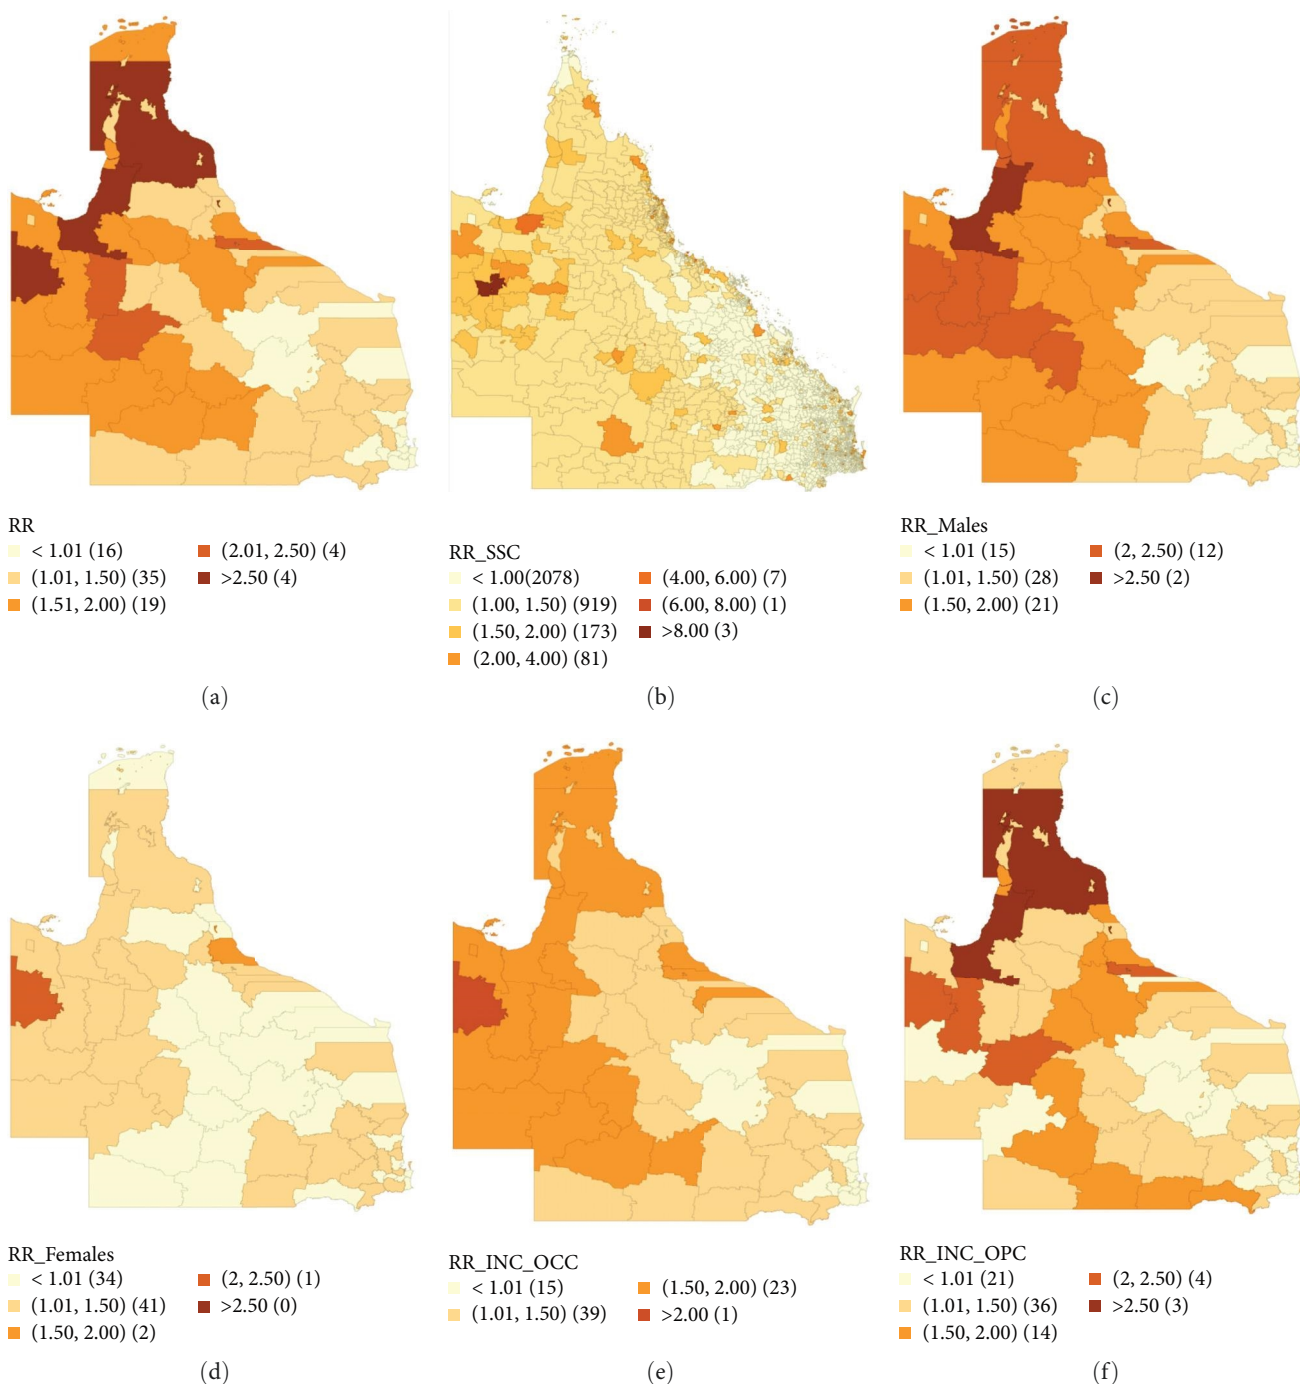 RR
< 1.01 (16)
(1.01, 1.50) (35)
(1.51, 2.00) (19)
(2.01, 2.50) (4)
>2.50 (4)
(a)
RR_SSC
< 1.00(2078)
(1.00, 1.50) (919)
(1.50, 2.00) (173)
(2.00, 4.00) (81)
(4.00, 6.00) (7)
(6.00, 8.00) (1)
>8.00 (3)
(b)
RR_Males
< 1.01 (15)
(1.01, 1.50) (28)
(1.50, 2.00) (21)
(2, 2.50) (12)
>2.50 (2)
(c)
RR_Females
< 1.01 (34)
(1.01, 1.50) (41)
(1.50, 2.00) (2)
(2, 2.50) (1)
>2.50 (0)
(d)
RR_INC_OCC
< 1.01 (15)
(1.01, 1.50) (39)
(1.50, 2.00) (23)
>2.00 (1)
(e)
RR_INC_OPC
< 1.01 (21)
(1.01, 1.50) (36)
(1.50, 2.00) (14)
(2, 2.50) (4)
>2.50 (3)
(f)